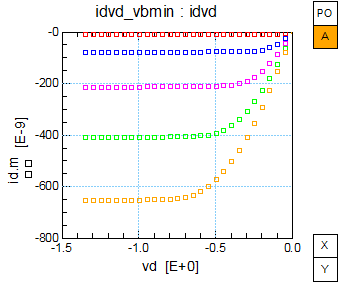 idvd_vbmin : idvd
PO
A
-0
-200
-400
-600
-800
id.m [E-9]
-1.5
-1.0
-0.5
0.0
vd [E+0]
X
Y